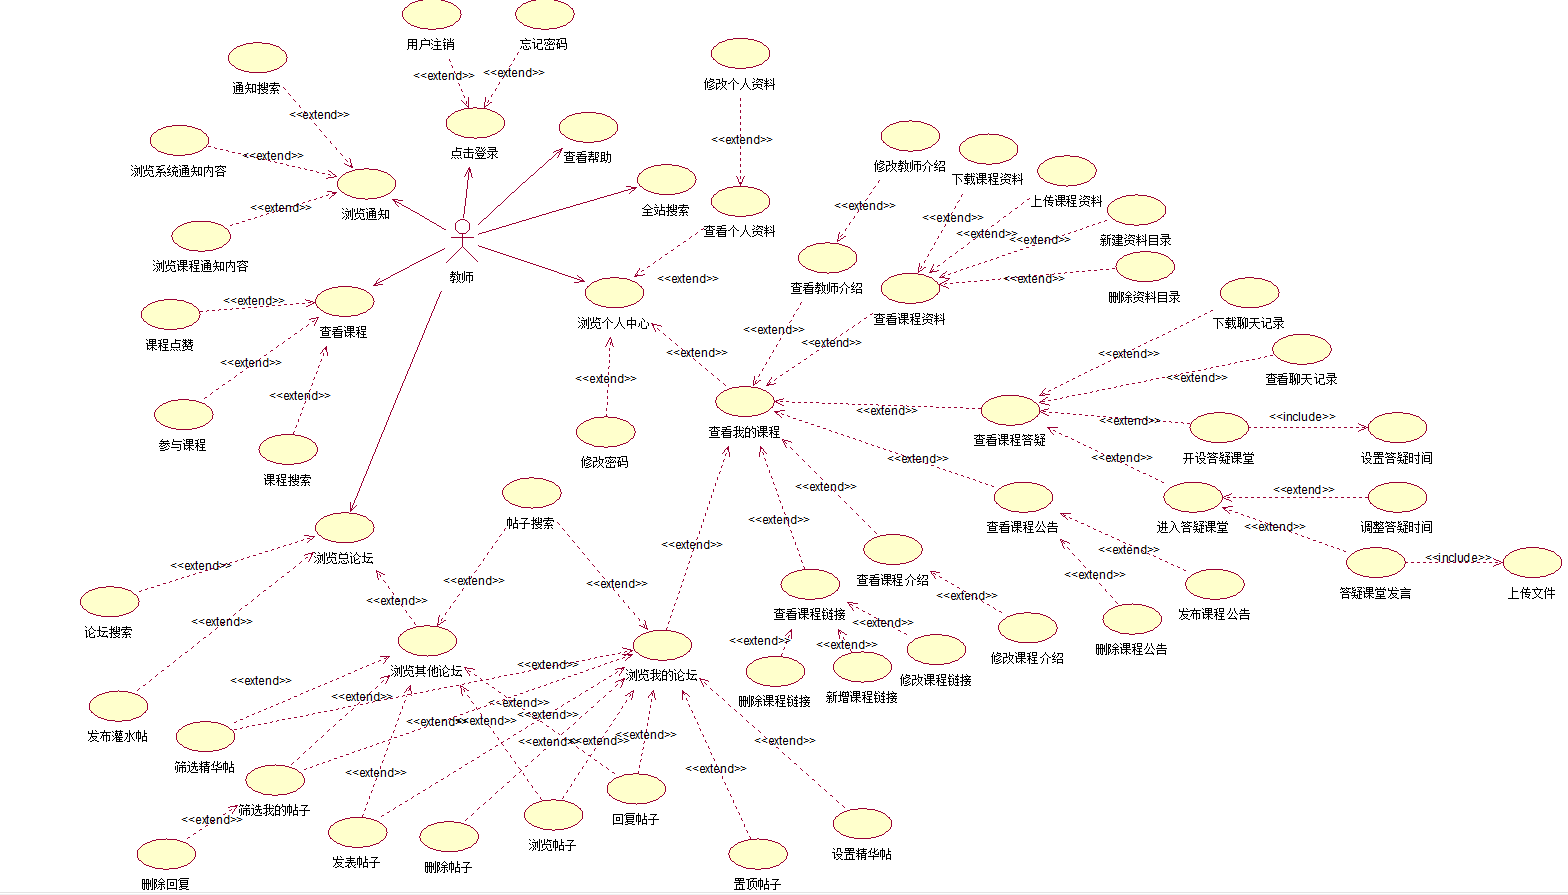 用户注销
忘记密码
<<extend>>
<<extend>>
通知搜索
修改个人资料
<<extend>>
点击登录
查看帮助
<<extend>>
浏览系统通知内容
<<extend>>
修改教师介绍
下载课程资料
上传课程资料
<<extend>>
浏览通知
全站搜索
查看个人资料
<<extend>>
<<extend>>
<<extend>>
<<extend>>
新建资料目录
浏览课程通知内容
教师
<<extend>>
<<extend>>
查看教师介绍
删除资料目录
<<extend>>
查看课程
浏览个人中心
查看课程资料
下载聊天记录
课程点赞
<<extend>>
<<extend>>
<<extend>>
<<extend>>
<<extend>>
<<extend>>
<<extend>>
查看聊天记录
<<extend>>
参与课程
修改密码
查看我的课程
<<extend>>
查看课程答疑
<<extend>>
<<include>>
开设答疑课堂
设置答疑时间
课程搜索
<<extend>>
<<extend>>
<<extend>>
<<extend>>
帖子搜索
<<extend>>
查看课程公告
进入答疑课堂
<<extend>>
调整答疑时间
浏览总论坛
<<extend>>
<<extend>>
<<extend>>
<<include>>
<<extend>>
<<extend>>
查看课程介绍
<<extend>>
答疑课堂发言
上传文件
论坛搜索
<<extend>>
<<extend>>
查看课程链接
<<extend>>
发布课程公告
<<extend>>
<<extend>>
<<extend>>
<<extend>>
删除课程公告
浏览其他论坛
浏览我的论坛
修改课程介绍
<<extend>>
<<extend>>
<<extend>>
删除课程链接
新增课程链接
修改课程链接
发布灌水帖
<<extend>>
<<extend>>
<<extend>>
<<extend>>
<<extend>>
筛选精华帖
<<extend>>
<<extend>>
<<extend>>
<<extend>>
<<extend>>
<<extend>>
筛选我的帖子
<<extend>>
回复帖子
删除回复
发表帖子
删除帖子
浏览帖子
置顶帖子
设置精华帖